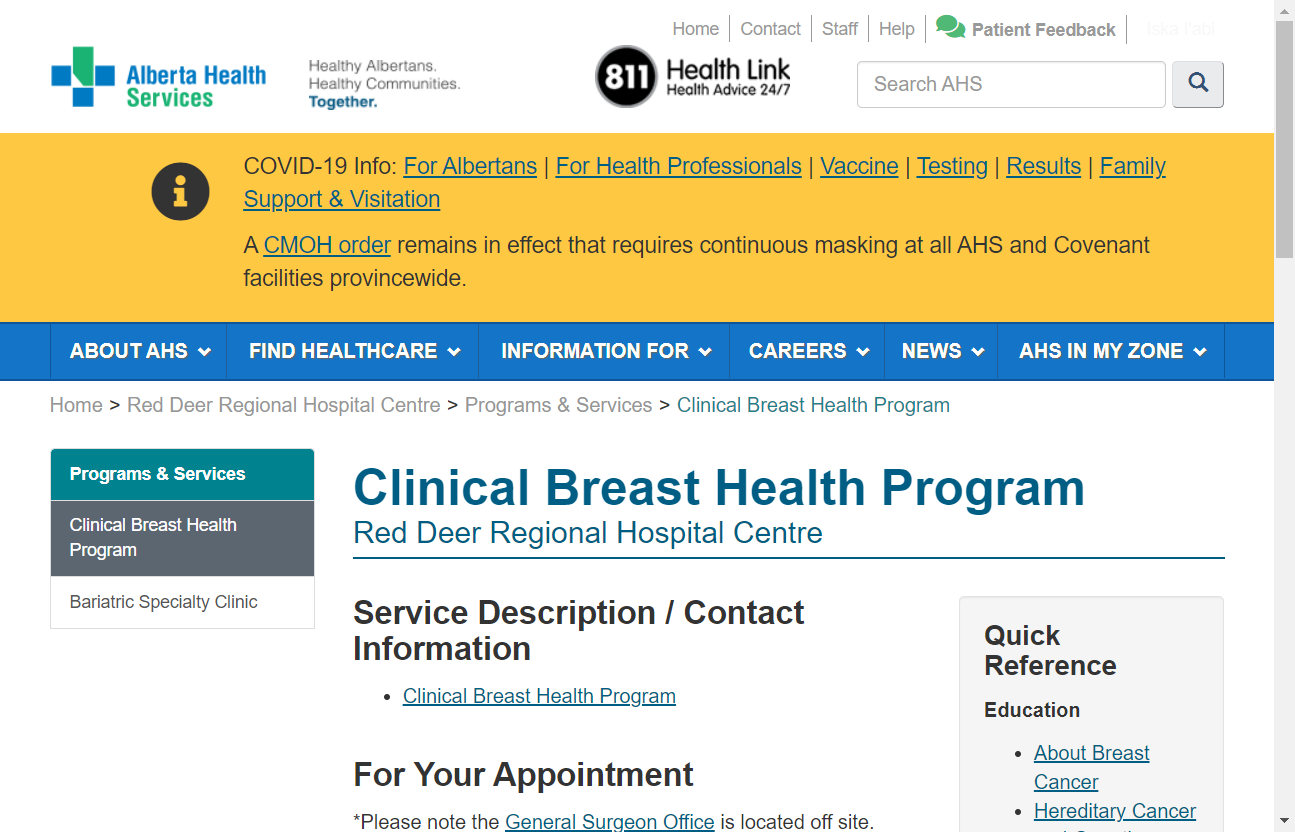 Home Contact Staff Help Patient Feedback Iska I'abi
Alberta Health
Services
Healthy Albertans.
Healthy Communities.
Together.
811 Health Link
Health Advice 24/7
Search AHS
COVID-19 Info: For Albertans | For Health Professionals | Vaccine | Testing | Results | Family
Support & Visitation
A CMOH order remains in effect that requires continuous masking at all AHS and Covenant
facilities provincewide.
ABOUT AHS FIND HEALTHCARE INFORMATION FOR CAREERS NEWS AHS IN MY ZONE
Home > Red Deer Regional Hospital Centre > Programs & Services > Clinical Breast Health Program
Programs & Services
Clinical Breast Health
Program
Bariatric Specialty Clinic
Clinical Breast Health Program
Red Deer Regional Hospital Centre
Service Description / Contact
Information
• Clinical Breast Health Program
For Your Appointment
*Please note the General Surgeon Office is located off site.
Quick
Reference
Education
• About Breast
Cancer
• Hereditary Cancer